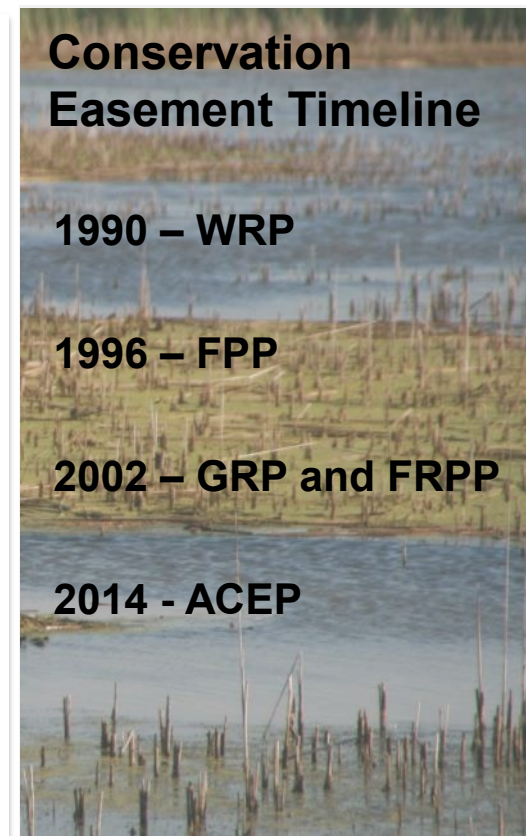 Conservation
Easement Timeline
1990 – WRP
1996 – FPP
2002 – GRP and FRPP
2014 - ACEP